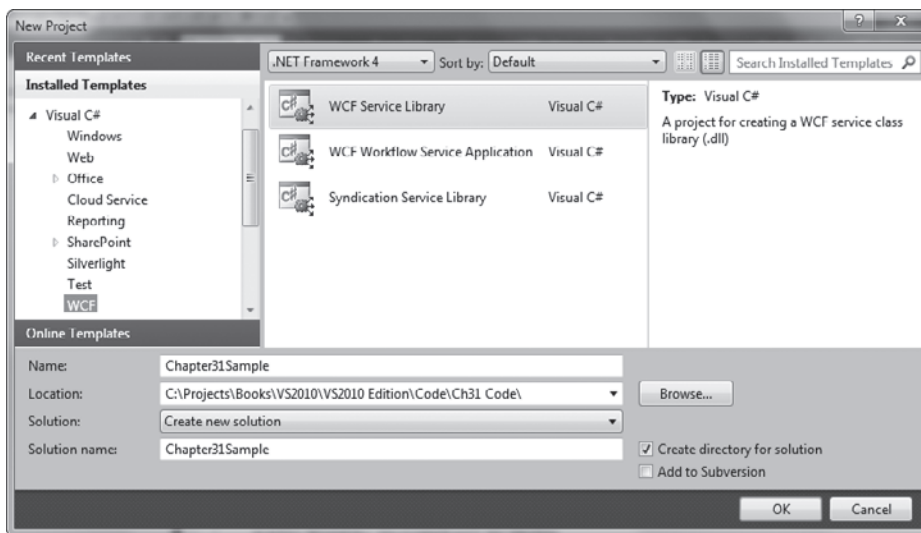 New Project
Recent Templates
Installed Templates
Visual C#
Windows
Web
Office
Cloud Service
Reporting
SharePoint
Silverlight
Test
WCF
Online Templates
.NET Framework 4 Sort by: Default
Search Installed Templates
WCF Service Library Visual C#
WCF Workflow Service Application Visual C#
Syndication Service Library Visual C#
Type: Visual C#
A project for creating a WCF service class
library (.dll)
Name: Chapter31Sample
Location: C:\Projects\Books\VS2010\VS2010 Edition\Code\Ch31 Code\
Browse...
Solution: Create new solution
Solution name: Chapter31Sample
Create directory for solution
Add to Subversion
OK Cancel